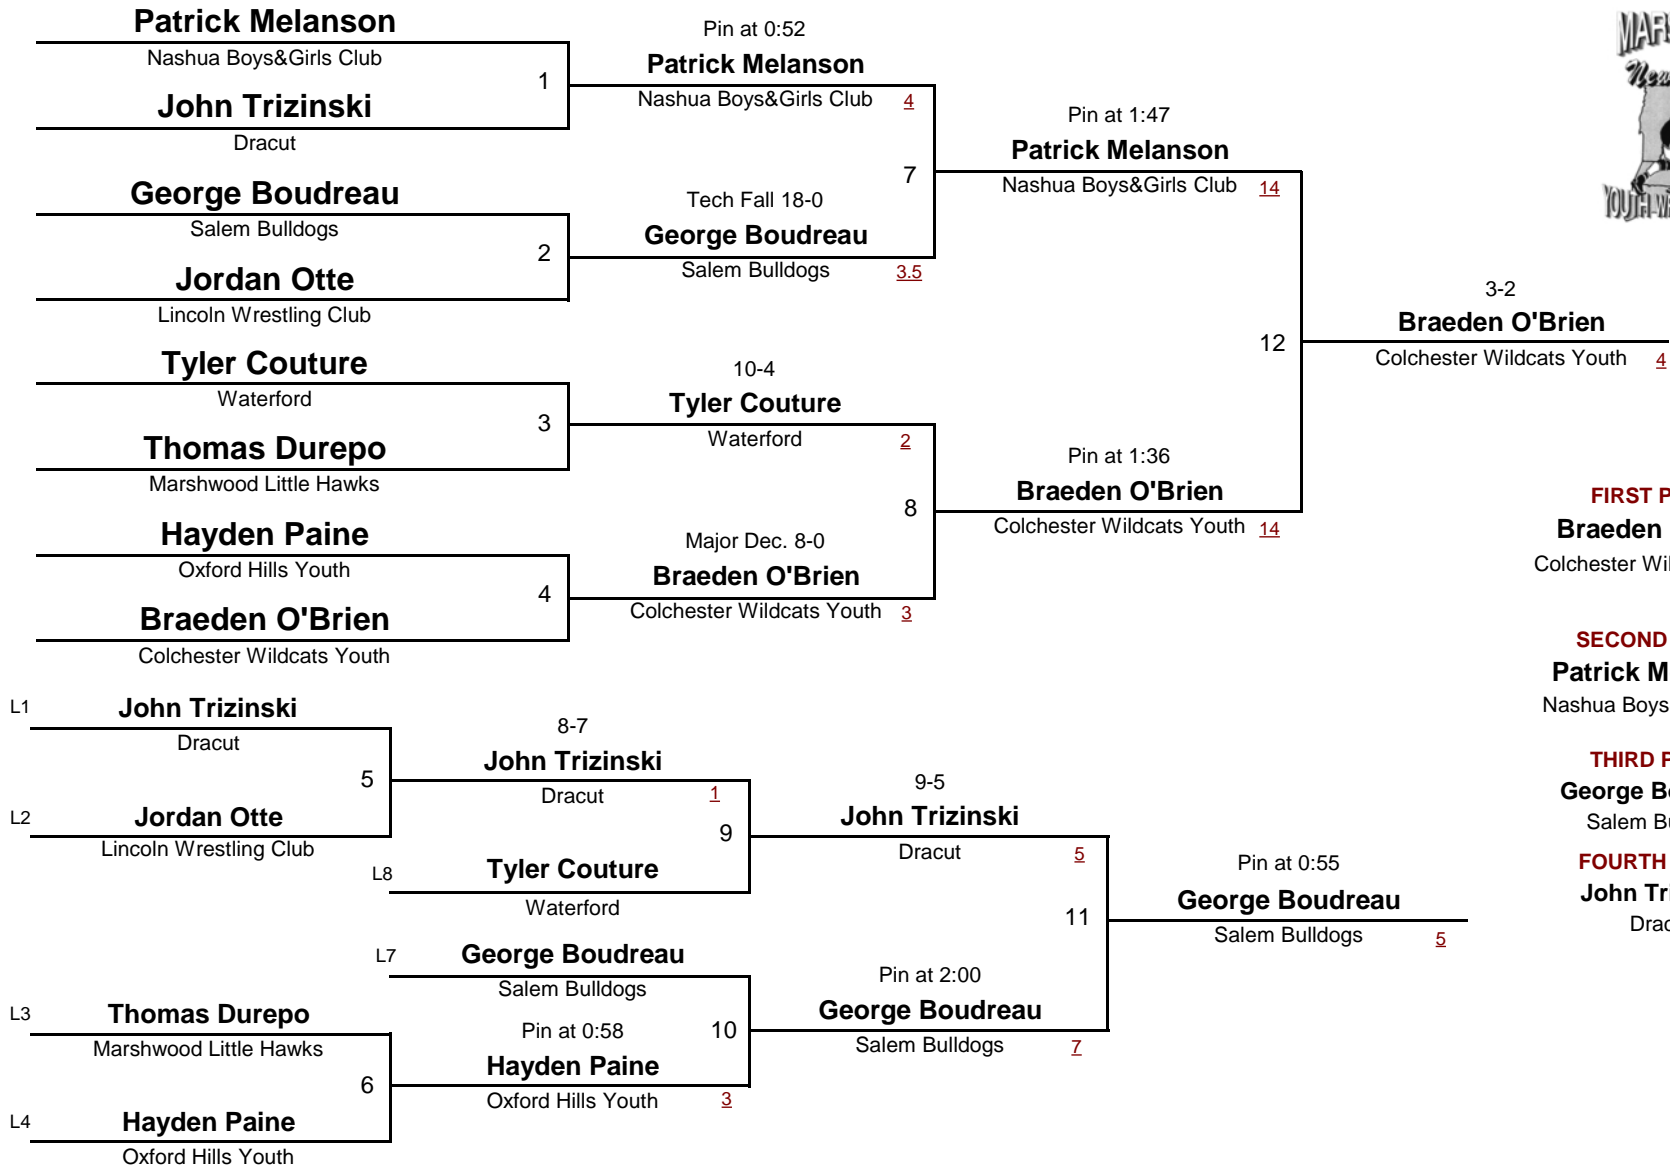 Patrick Melanson
Nashua Boys&Girls Club
1
John Trizinski
Dracut
George Boudreau
Salem Bulldogs
2
Jordan Otte
Lincoln Wrestling Club
Tyler Couture
Waterford
3
Thomas Durepo
Marshwood Little Hawks
Hayden Paine
Oxford Hills Youth
4
Braeden O'Brien
Colchester Wildcats Youth
Pin at 0:52
Patrick Melanson
Nashua Boys&Girls Club 4
7
Tech Fall 18-0
George Boudreau
Salem Bulldogs 3.5
10-4
Tyler Couture
Waterford 2
8
Major Dec. 8-0
Braeden O'Brien
Colchester Wildcats Youth 3
Pin at 1:47
Patrick Melanson
Nashua Boys&Girls Club 14
12
Pin at 1:36
Braeden O'Brien
Colchester Wildcats Youth 14
3-2
Braeden O'Brien
Colchester Wildcats Youth 4
L1 John Trizinski
Dracut
5
L2 Jordan Otte
Lincoln Wrestling Club
8-7
John Trizinski
Dracut 1
9
L8 Tyler Couture
Waterford
L7 George Boudreau
Salem Bulldogs
10
L3 Thomas Durepo
Marshwood Little Hawks
6
L4 Hayden Paine
Oxford Hills Youth
Pin at 0:58
Hayden Paine
Oxford Hills Youth 3
9-5
John Trizinski
Dracut 5
11
Pin at 2:00
George Boudreau
Salem Bulldogs 7
Pin at 0:55
George Boudreau
Salem Bulldogs 5
FIRST P
Braeden
Colchester Wil
SECOND
Patrick M
Nashua Boys
THIRD P
George Bo
Salem Bu
FOURTH
John Tri
Drac